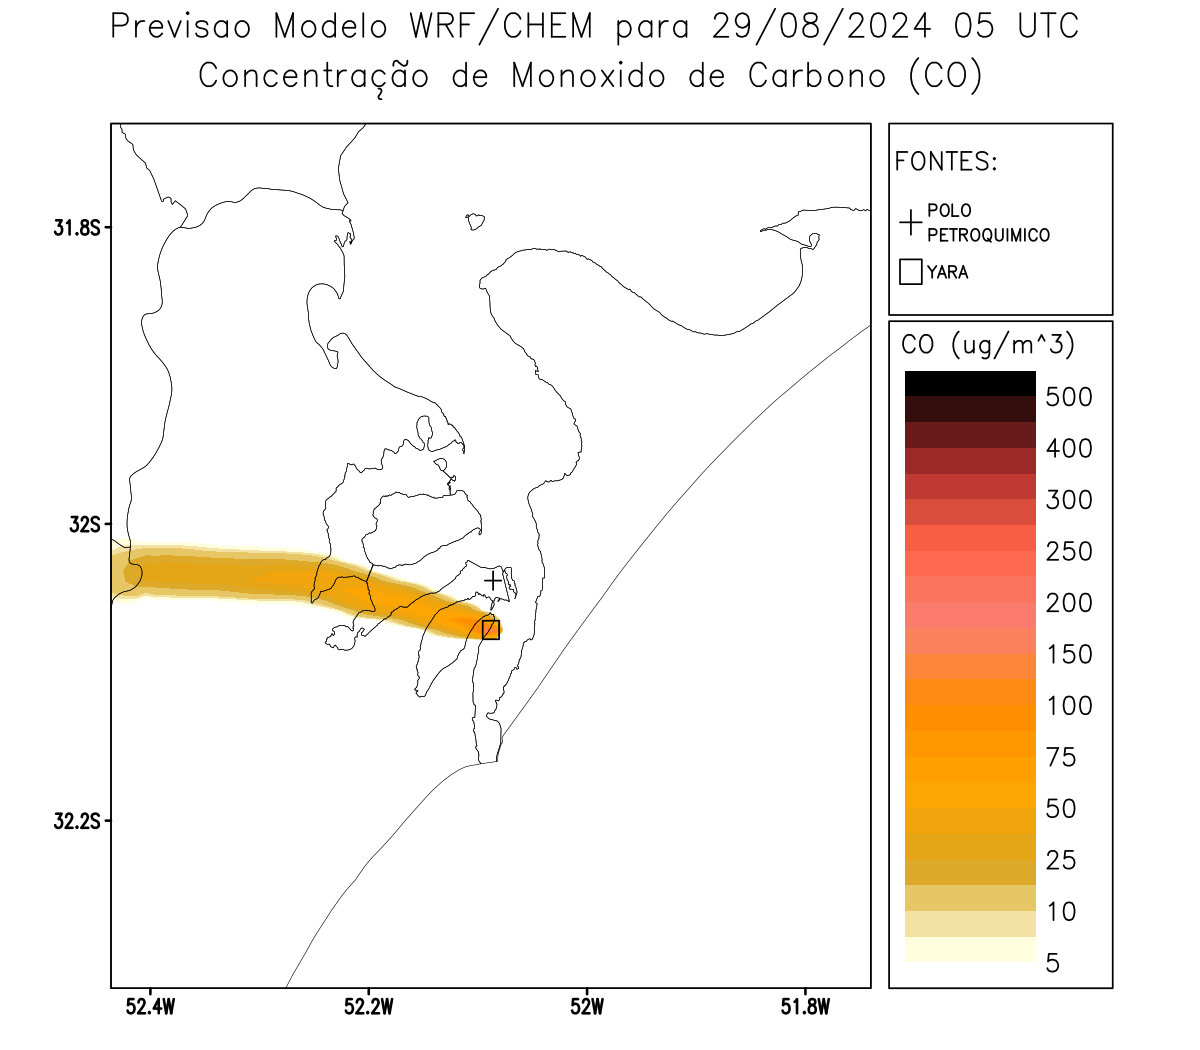 Previsao Modelo WRF/CHEM para 29/08/2024 05 UTC
Concentração de Monoxido de Carbono (CO)
FONTES:
POLO
PETROQUIMICO
YARA
CO (ug/m^3)
500
400
300
250
200
150
100
75
50
25
10
5
31.8S
32S
32.2S
52.4W
52.2W
52W
51.8W